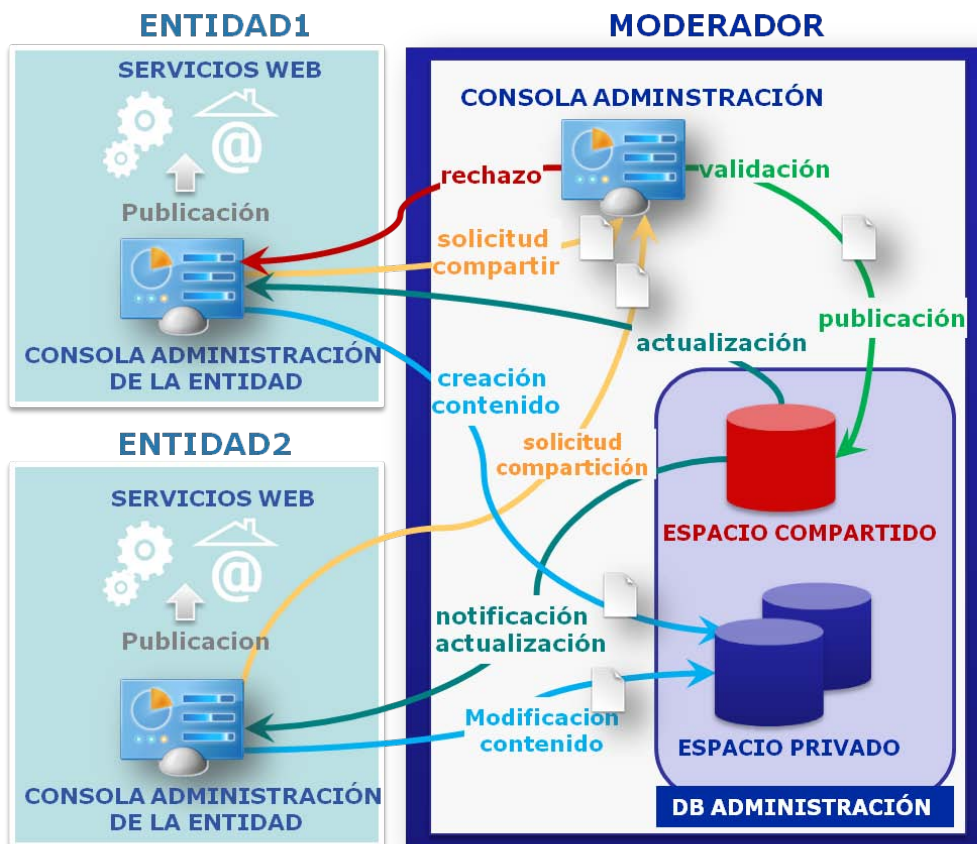 ENTIDAD1
SERVICIOS WEB
@
Publicación
CONSOLA ADMINISTRACIÓN
DE LA ENTIDAD
ENTIDAD2
SERVICIOS WEB
@
Publicacion
CONSOLA ADMINISTRACIÓN
DE LA ENTIDAD
MODERADOR
CONSOLA ADMINSTRACIÓN
rechazo
validación
solicitud
compartir
publicación
actualización
creación
contenido
solicitud
compartición
ESPACIO COMPARTIDO
notificación
actualización
Modificacion
contenido
ESPACIO PRIVADO
DB ADMINISTRACIÓN